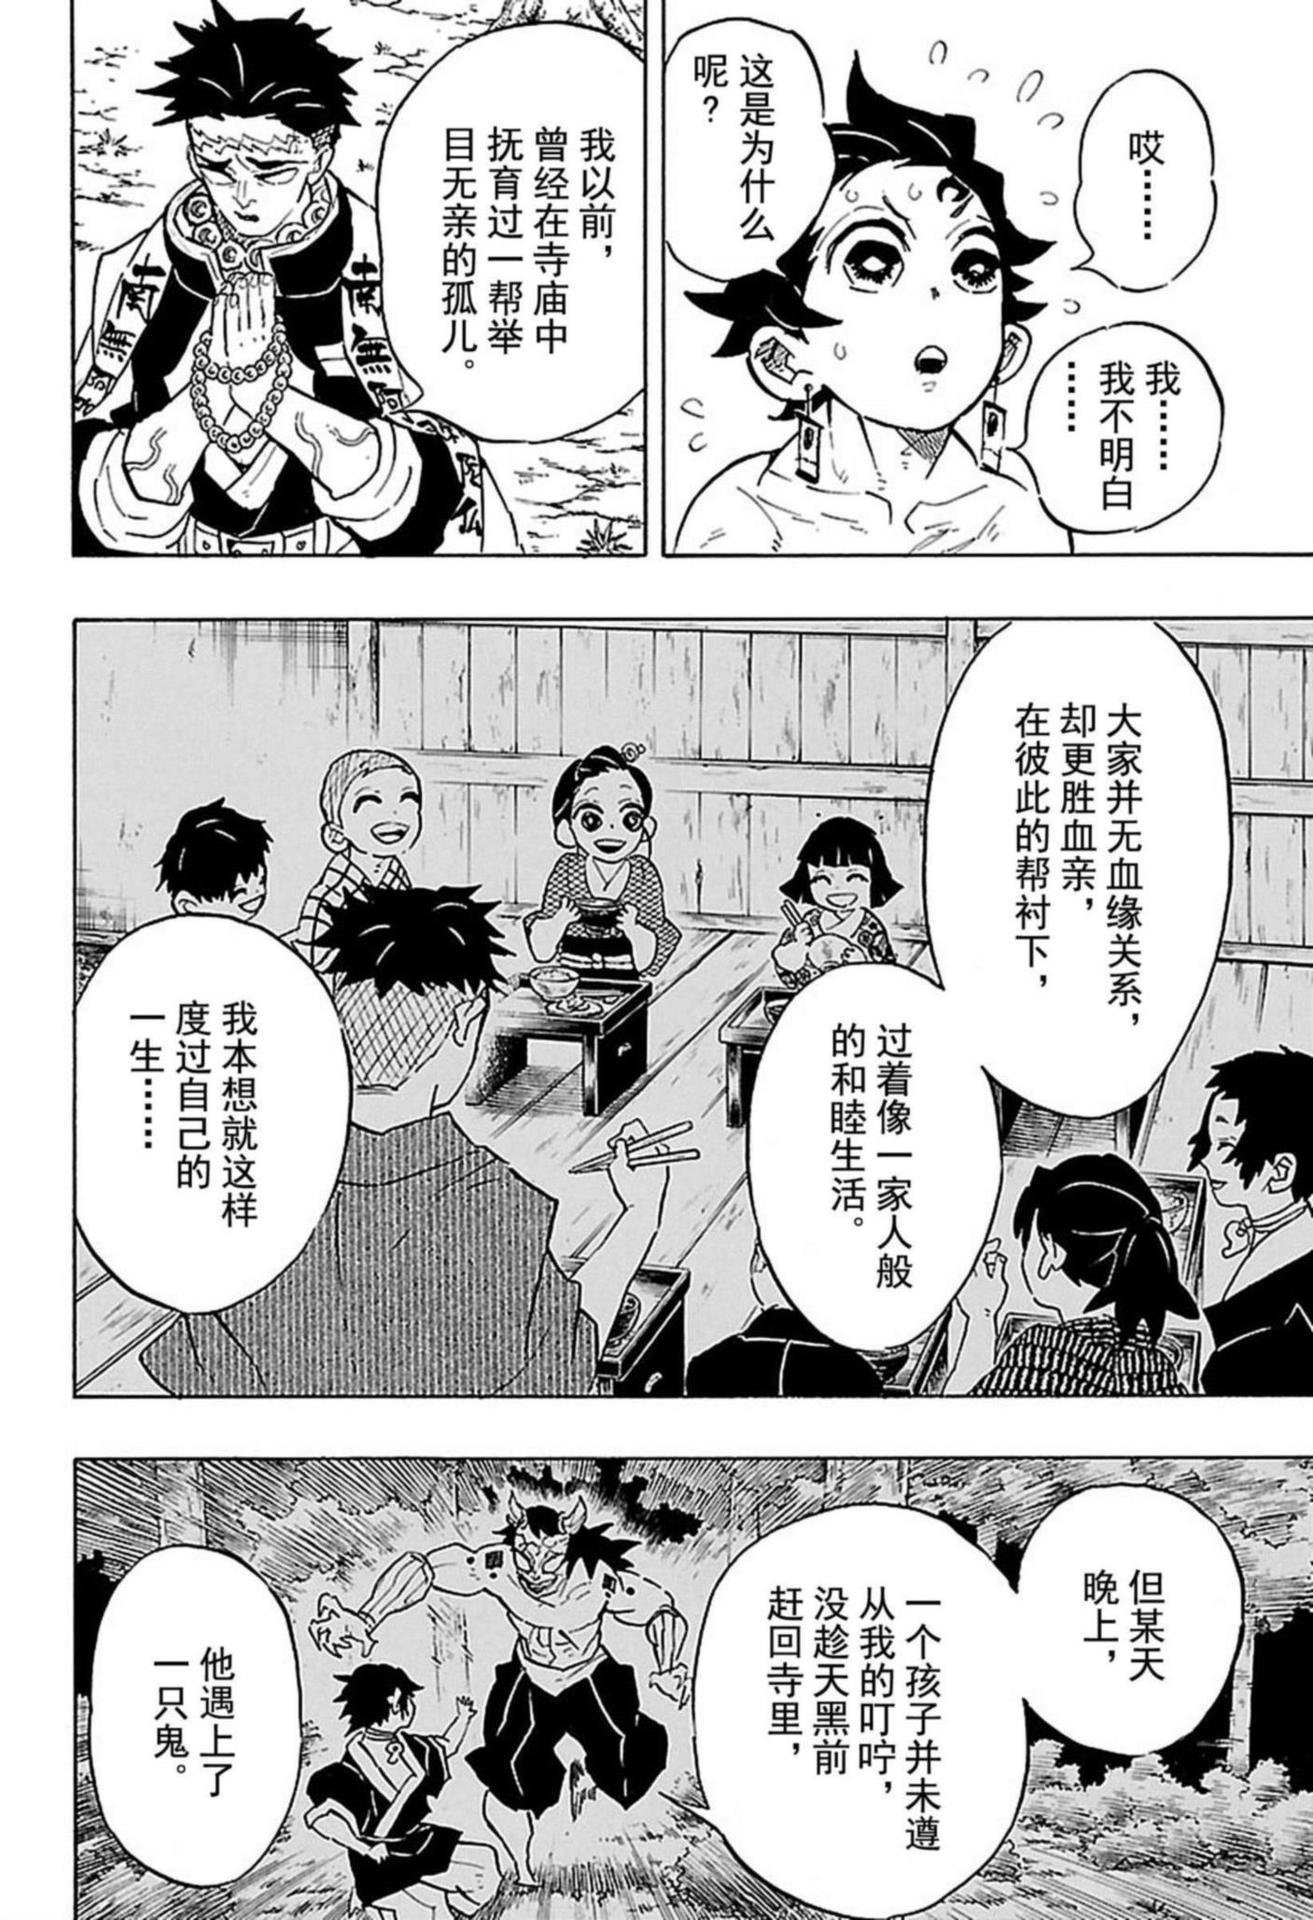 哎……
我……
我不明白
……
这是为什么
呢？
我以前，
曾经在寺庙中
抚育过一帮举
目无亲的孤儿。
大家并无血缘关系，
却更胜血亲，
在彼此的帮衬下，
过着像一家人般
的和睦生活。
我本想就这样
度过自己的
一生……
但某天
晚上，
一个孩子并未遵
从我的叮咛，
没趁天黑前
赶回寺里，
他遇上了
一只鬼。